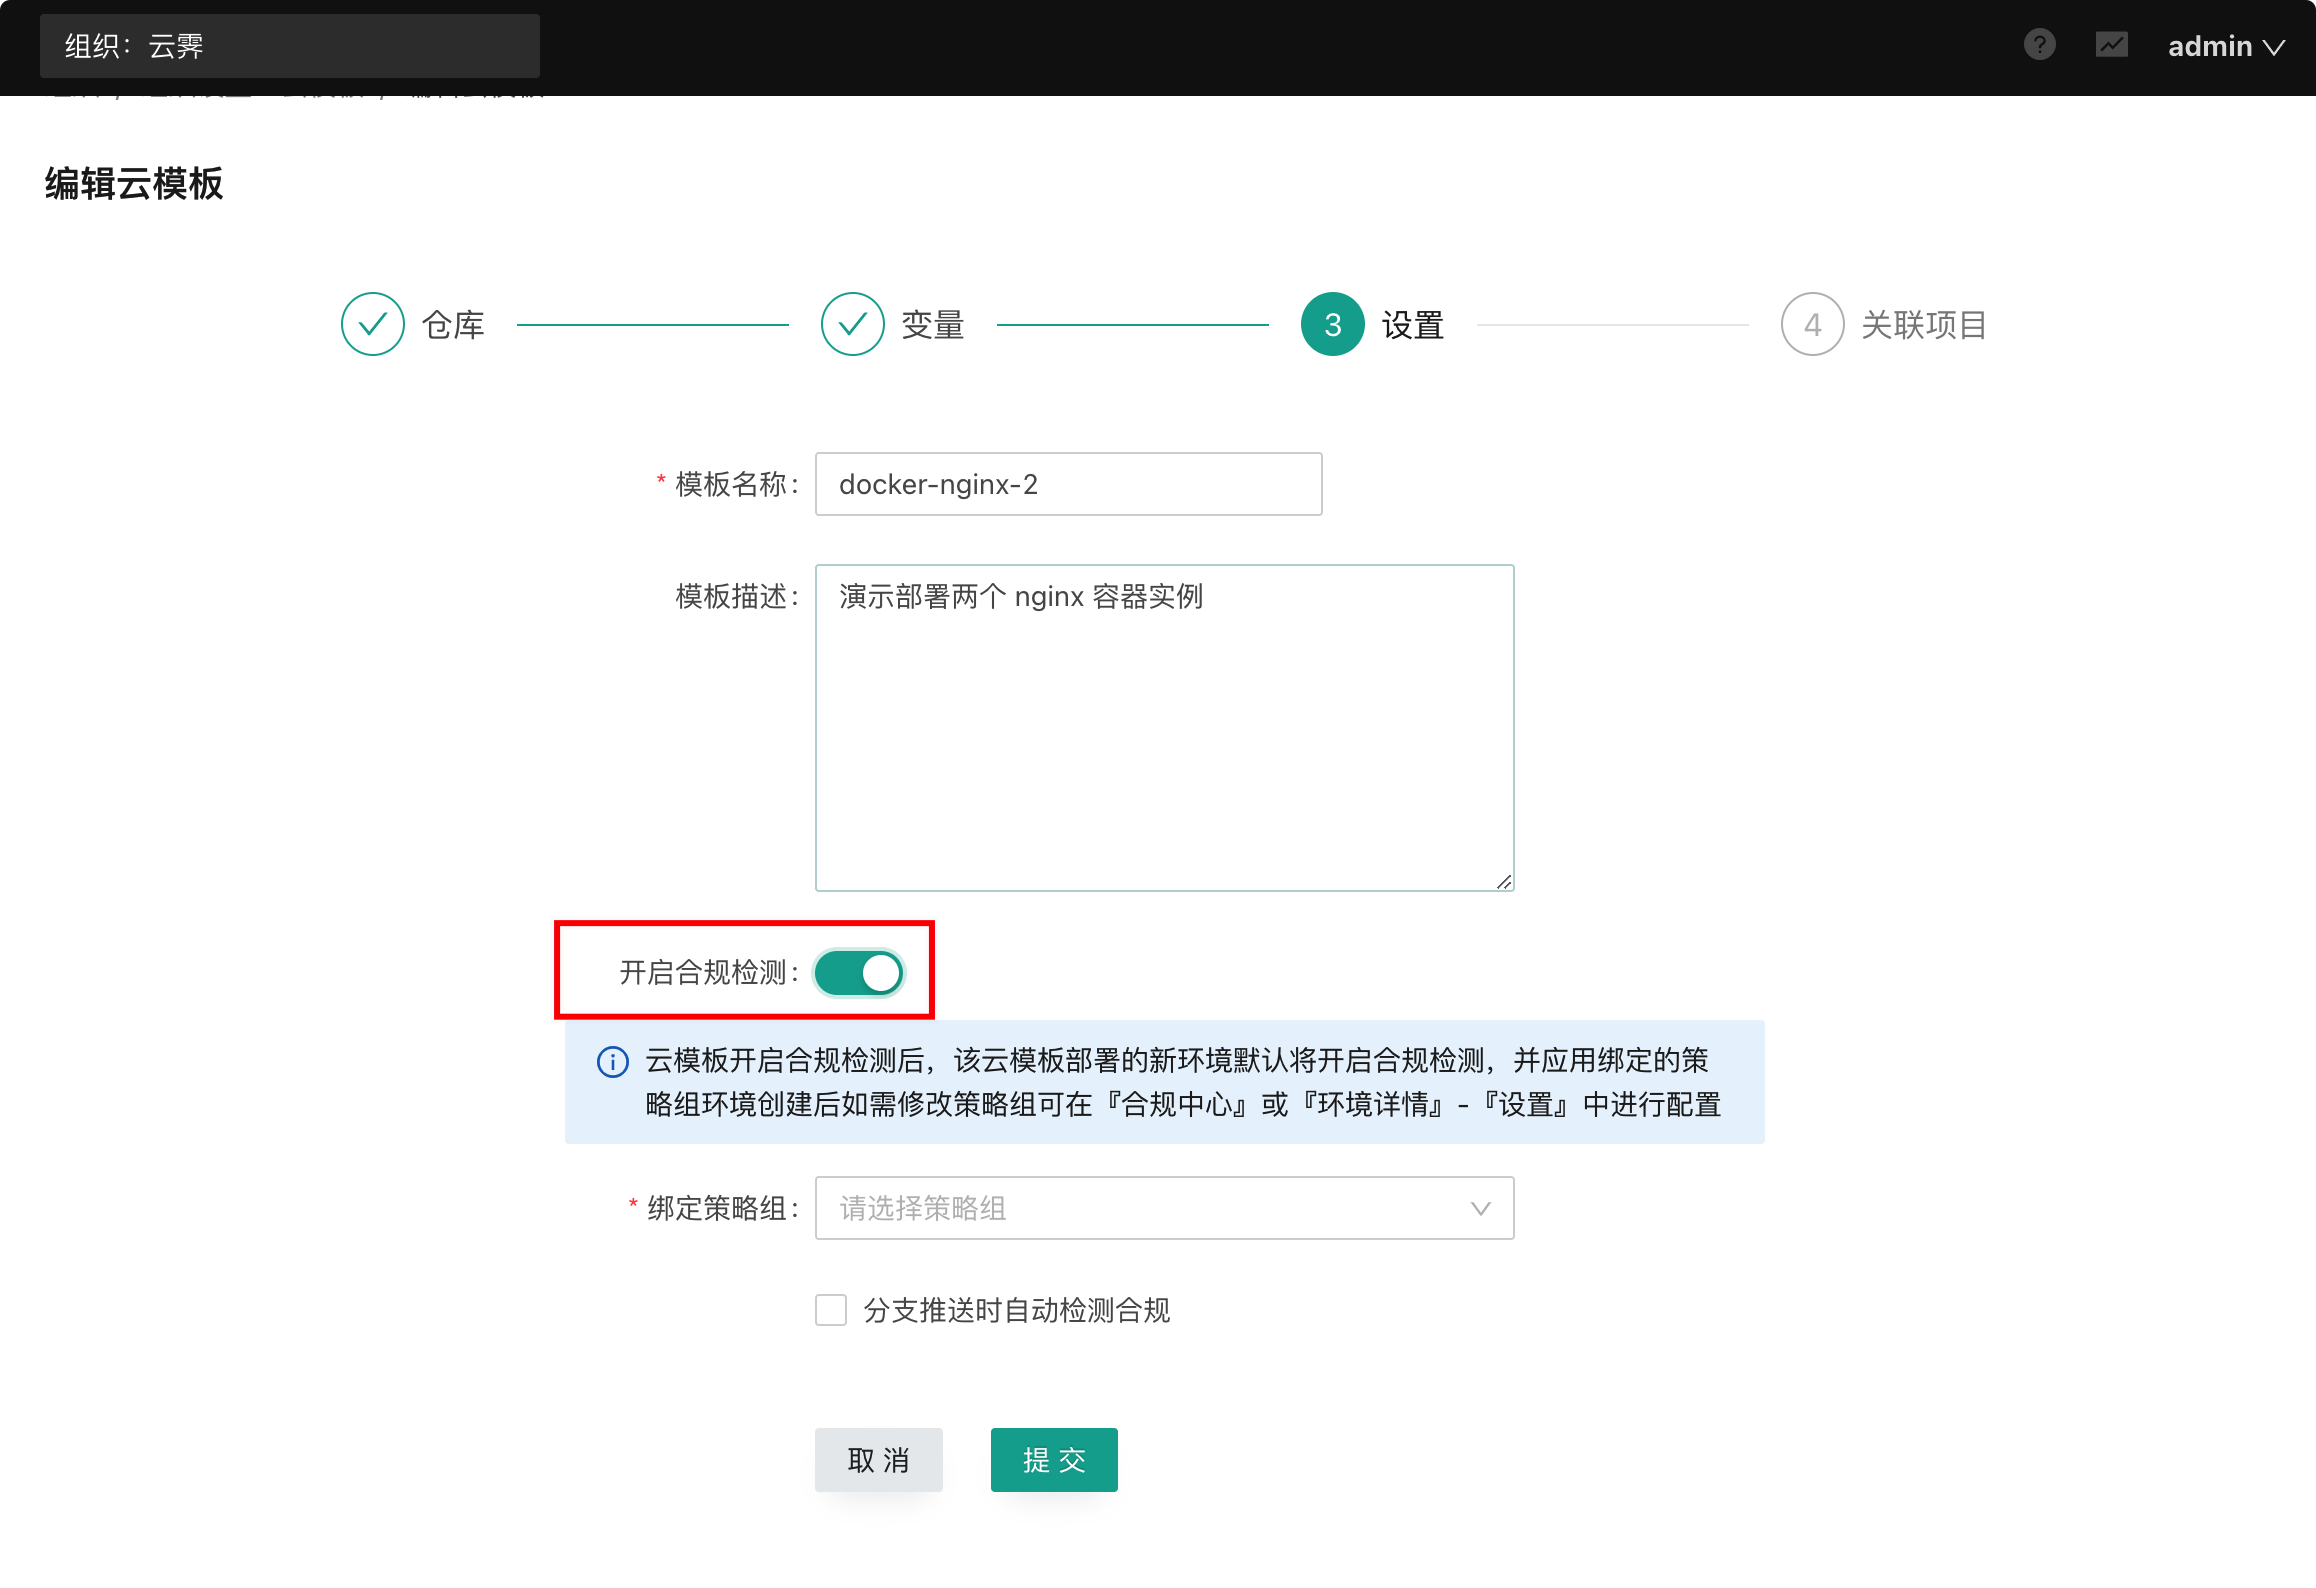 组织：云霁
admin
编辑云模板
仓库
变量
3 设置
4 关联项目
* 模板名称：
docker-nginx-2
模板描述：
演示部署两个 nginx 容器实例
开启合规检测：
云模板开启合规检测后，该云模板部署的新环境默认将开启合规检测，并应用绑定的策
略组环境创建后如需修改策略组可在『合规中心』或『环境详情』-『设置』中进行配置
* 绑定策略组：
请选择策略组
分支推送时自动检测合规
取 消
提 交